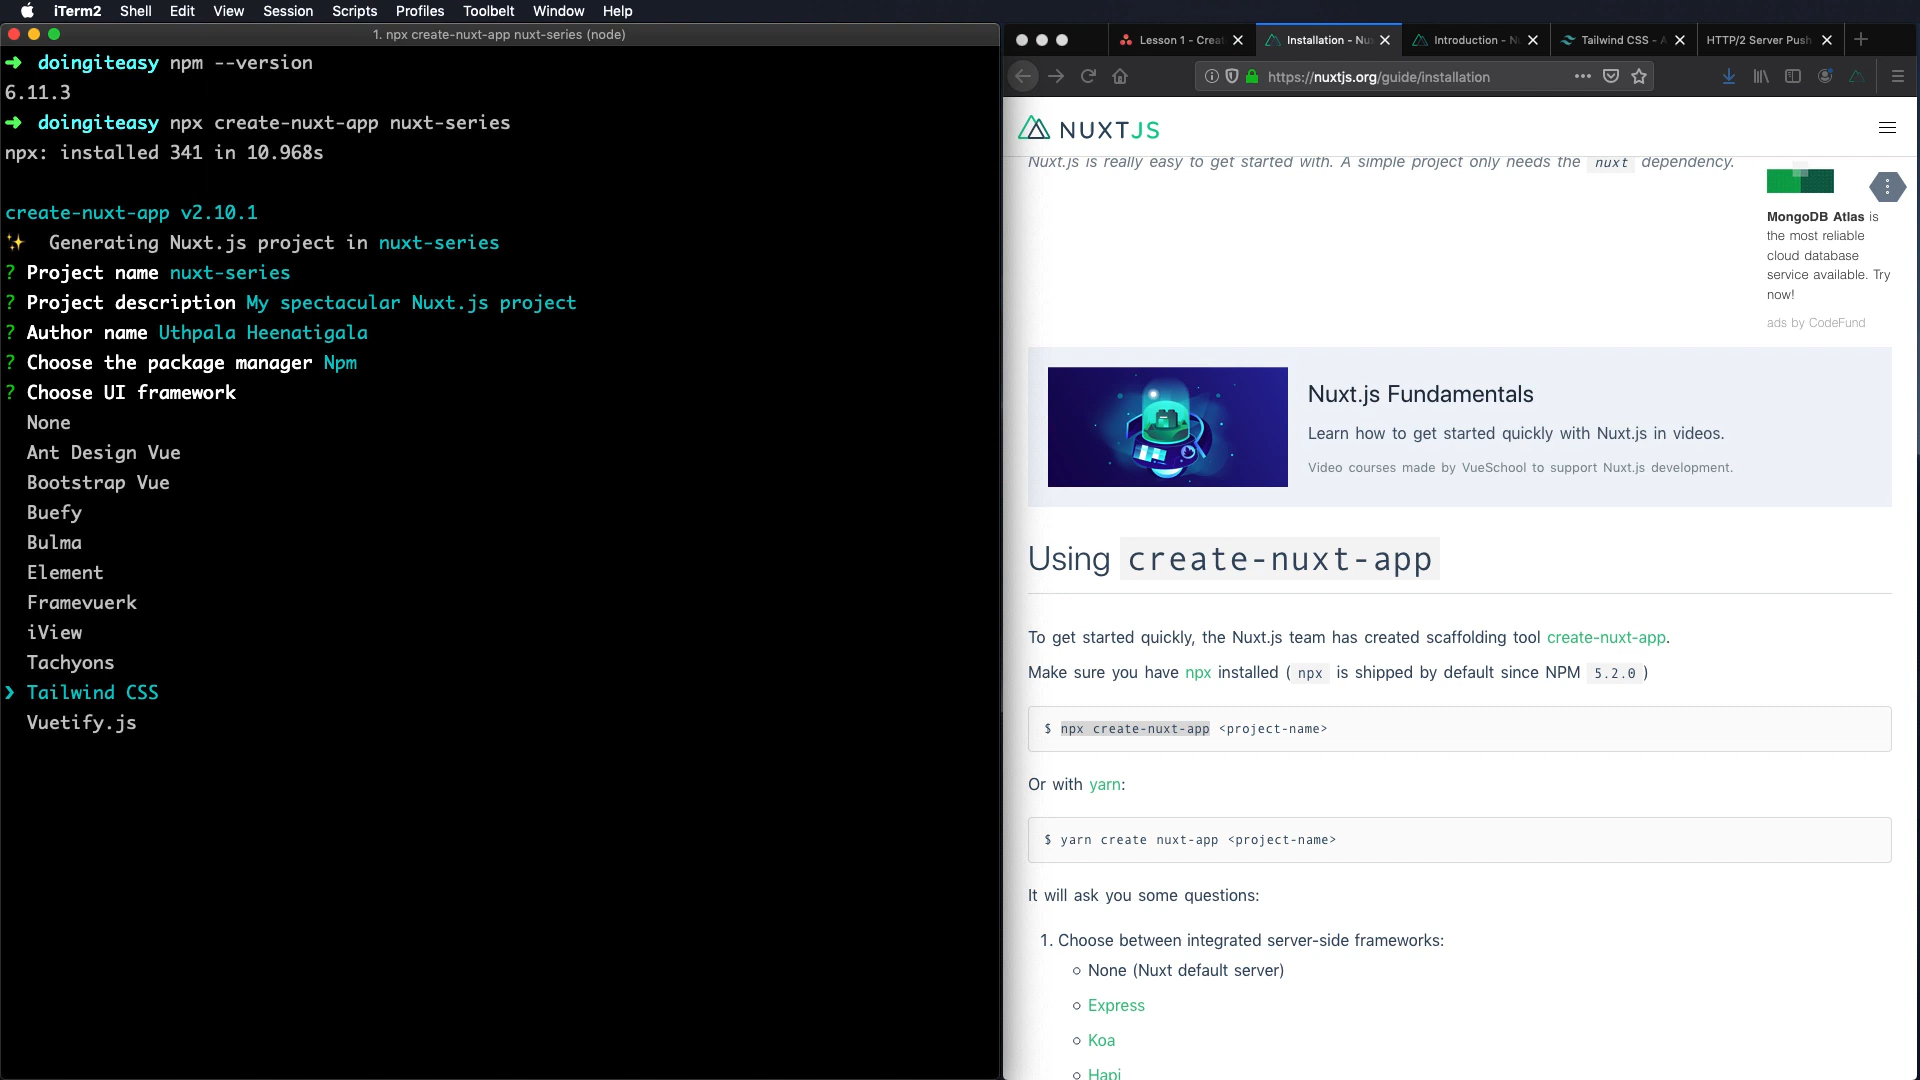 iTerm2 Shell Edit View Session Scripts Profiles Toolbelt Window Help
1. npx create-nuxt-app nuxt-series (node)
➜ doingiteasy npm --version
6.11.3
➜ doingiteasy npx create-nuxt-app nuxt-series
npx: installed 341 in 10.968s
create-nuxt-app v2.10.1
✨ Generating Nuxt.js project in nuxt-series
? Project name nuxt-series
? Project description My spectacular Nuxt.js project
? Author name Uthpala Heenatigala
? Choose the package manager Npm
? Choose UI framework
None
Ant Design Vue
Bootstrap Vue
Buefy
Bulma
Element
Framevuerk
iView
Tachyons
❯ Tailwind CSS
Vuetify.js
Lesson 1 - Creat
Installation - Nu
Introduction - N
Tailwind CSS - A
HTTP/2 Server Push
https://nuxtjs.org/guide/installation
NUXTJS
Nuxt.js is really easy to get started with. A simple project only needs the nuxt dependency.
MongoDB Atlas is
the most reliable
cloud database
service available. Try
now!
ads by CodeFund
Nuxt.js Fundamentals
Learn how to get started quickly with Nuxt.js in videos.
Video courses made by VueSchool to support Nuxt.js development.
Using create-nuxt-app
To get started quickly, the Nuxt.js team has created scaffolding tool create-nuxt-app.
Make sure you have npx installed ( npx is shipped by default since NPM 5.2.0 )
$ npx create-nuxt-app <project-name>
Or with yarn:
$ yarn create nuxt-app <project-name>
It will ask you some questions:
1. Choose between integrated server-side frameworks:
None (Nuxt default server)
Express
Koa
Hapi